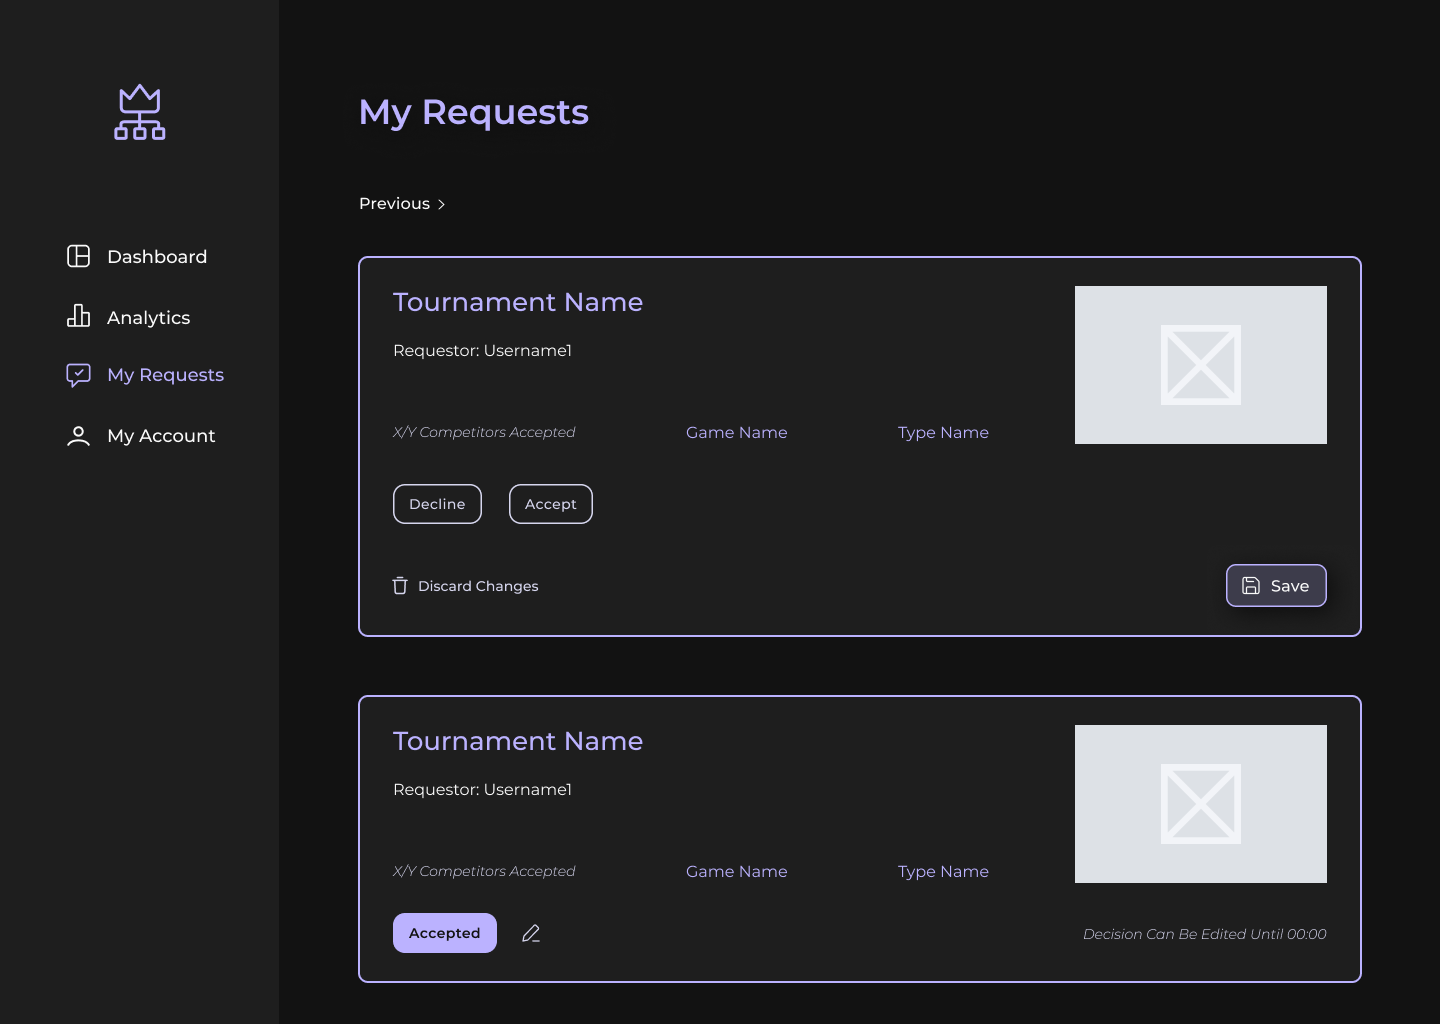 My Requests
Dashboard
Analytics
My Requests
My Account
Previous
Tournament Name
Requestor: Username1
X/Y Competitors Accepted
Game Name
Type Name
Decline
Accept
Discard Changes
Save
Tournament Name
Requestor: Username1
X/Y Competitors Accepted
Game Name
Type Name
Accepted
Decision Can Be Edited Until 00:00